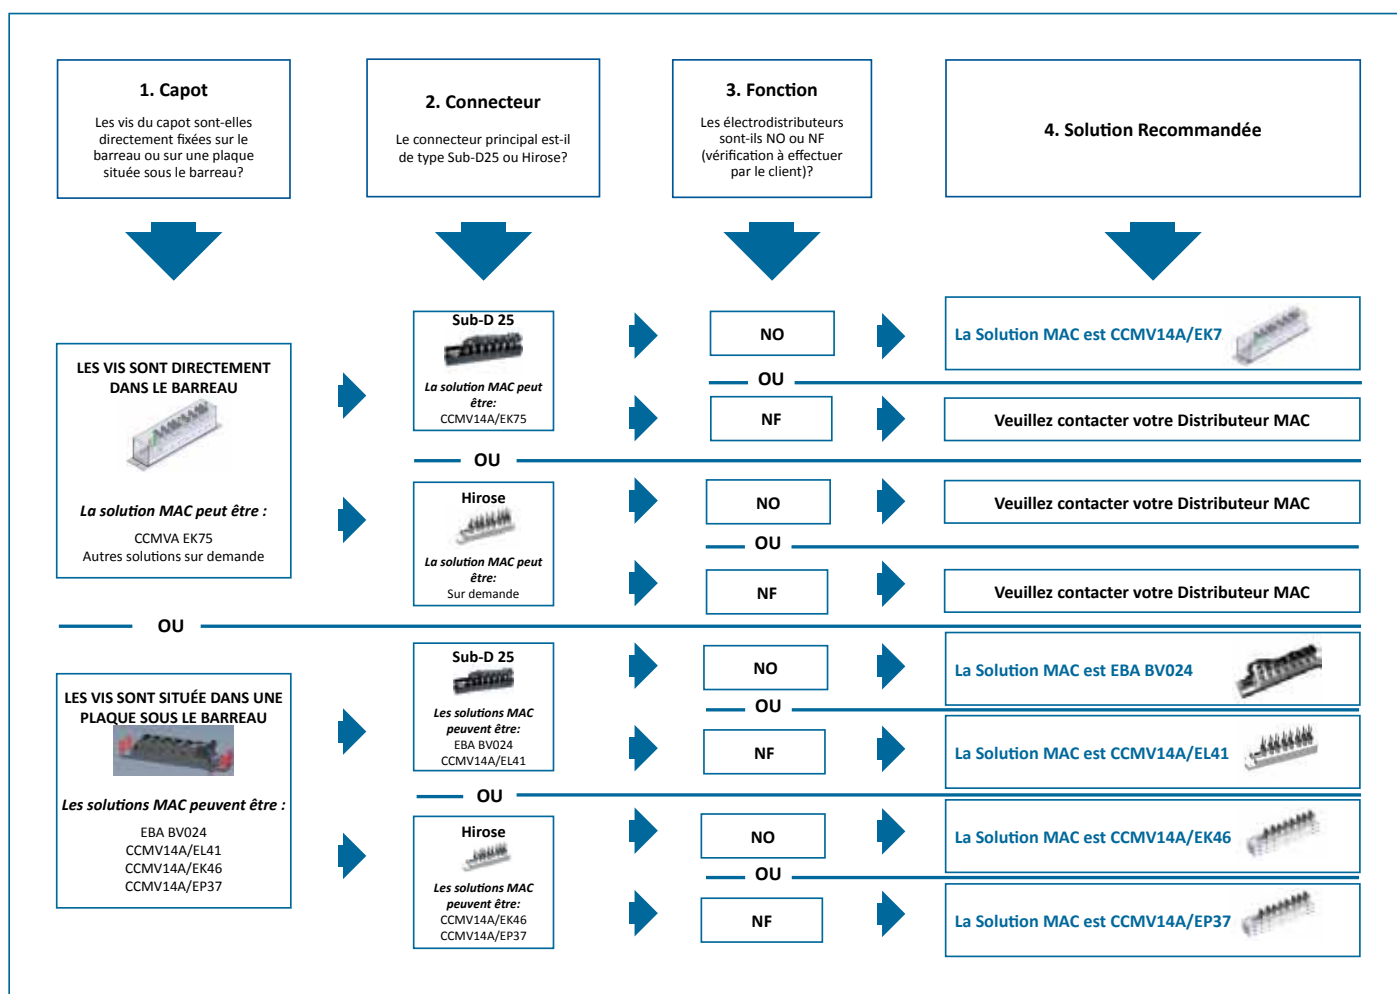 1. Capot
Les vis du capot sont-elles
directement fixées sur le
barreau ou sur une plaque
située sous le barreau?
2. Connecteur
Le connecteur principal est-il
de type Sub-D25 ou Hirose?
3. Fonction
Les électrodistributeurs
sont-ils NO ou NF
(vérification à effectuer
par le client)?
4. Solution Recommandée
LES VIS SONT DIRECTEMENT
DANS LE BARREAU
La solution MAC peut être :
CCMVA EK75
Autres solutions sur demande
Sub-D 25
La solution MAC peut
être:
CCMV14A/EK75
NO
La Solution MAC est CCMV14A/EK7
OU
NF
Veuillez contacter votre Distributeur MAC
OU
Hirose
La solution MAC peut
être:
Sur demande
NO
Veuillez contacter votre Distributeur MAC
OU
NF
Veuillez contacter votre Distributeur MAC
OU
LES VIS SONT SITUÉE DANS UNE
PLAQUE SOUS LE BARREAU
Les solutions MAC peuvent être :
EBA BV024
CCMV14A/EL41
CCMV14A/EK46
CCMV14A/EP37
Sub-D 25
Les solutions MAC
peuvent être:
EBA BV024
CCMV14A/EL41
NO
La Solution MAC est EBA BV024
OU
NF
La Solution MAC est CCMV14A/EL41
OU
Hirose
Les solutions MAC
peuvent être:
CCMV14A/EK46
CCMV14A/EP37
NO
La Solution MAC est CCMV14A/EK46
OU
NF
La Solution MAC est CCMV14A/EP37